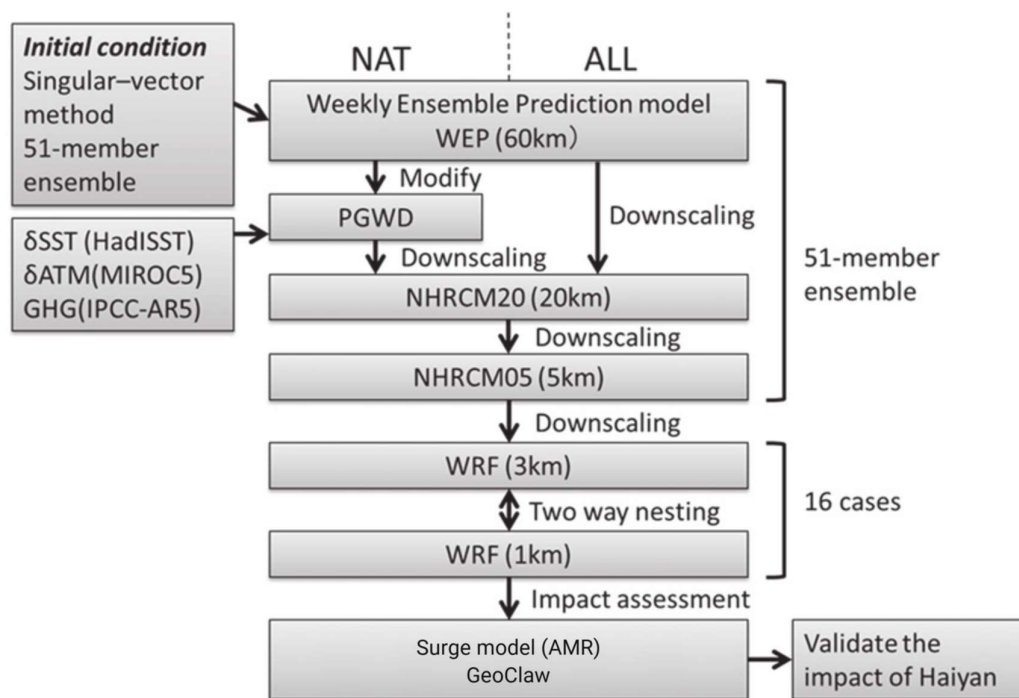 Initial condition
Singular–vector
method
51-member
ensemble
δSST (HadISST)
δATM(MIROC5)
GHG(IPCC-AR5)
NAT
ALL
Weekly Ensemble Prediction model
WEP (60km)
Modify
PGWD
Downscaling
Downscaling
NHRCM20 (20km)
Downscaling
NHRCM05 (5km)
51-member
ensemble
Downscaling
WRF (3km)
Two way nesting
WRF (1km)
16 cases
Impact assessment
Surge model (AMR)
GeoClaw
Validate the
impact of Haiyan